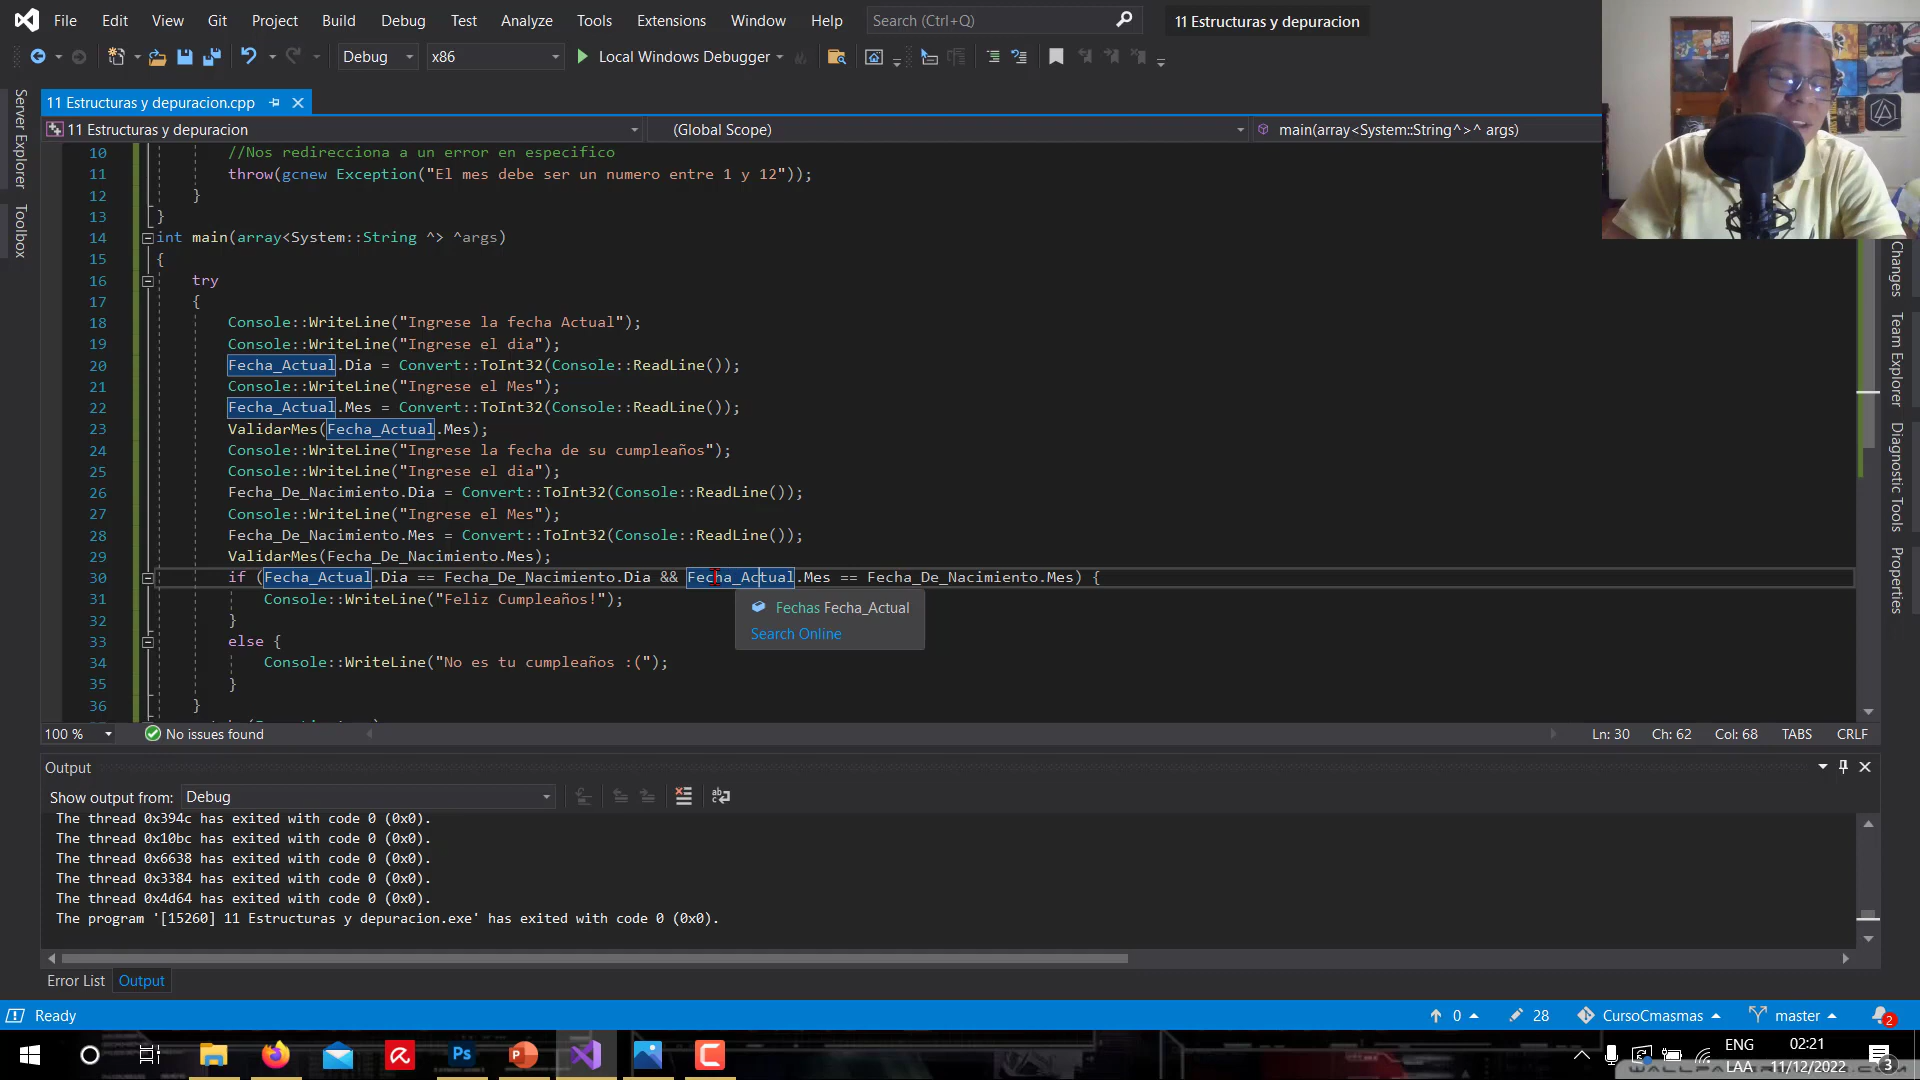 File Edit View Git Project Build Debug Test Analyze Tools Extensions Window Help Search (Ctrl+Q) 11 Estructuras y depuracion
Debug x86 Local Windows Debugger
11 Estructuras y depuracion.cpp
11 Estructuras y depuracion (Global Scope) main(array<System::String^>^ args)
10 //Nos redirecciona a un error en especifico
11 throw(gcnew Exception("El mes debe ser un numero entre 1 y 12"));
12 }
13 }
14 int main(array<System::String ^> ^args)
15 {
16 try
17 {
18 Console::WriteLine("Ingrese la fecha Actual");
19 Console::WriteLine("Ingrese el dia");
20 Fecha_Actual.Dia = Convert::ToInt32(Console::ReadLine());
21 Console::WriteLine("Ingrese el Mes");
22 Fecha_Actual.Mes = Convert::ToInt32(Console::ReadLine());
23 ValidarMes(Fecha_Actual.Mes);
24 Console::WriteLine("Ingrese la fecha de su cumpleaños");
25 Console::WriteLine("Ingrese el dia");
26 Fecha_De_Nacimiento.Dia = Convert::ToInt32(Console::ReadLine());
27 Console::WriteLine("Ingrese el Mes");
28 Fecha_De_Nacimiento.Mes = Convert::ToInt32(Console::ReadLine());
29 ValidarMes(Fecha_De_Nacimiento.Mes);
30 if (Fecha_Actual.Dia == Fecha_De_Nacimiento.Dia && Fecha_Actual.Mes == Fecha_De_Nacimiento.Mes) {
31 Console::WriteLine("Feliz Cumpleaños!");
Fechas Fecha_Actual
Search Online
32 }
33 else {
34 Console::WriteLine("No es tu cumpleaños :(");
35 }
36 }
Server Explorer
Toolbox
Changes
Team Explorer
Diagnostic Tools
Properties
100 % No issues found Ln: 30 Ch: 62 Col: 68 TABS CRLF
Output
Show output from: Debug
The thread 0x394c has exited with code 0 (0x0).
The thread 0x10bc has exited with code 0 (0x0).
The thread 0x6638 has exited with code 0 (0x0).
The thread 0x3384 has exited with code 0 (0x0).
The thread 0x4d64 has exited with code 0 (0x0).
The program '[15260] 11 Estructuras y depuracion.exe' has exited with code 0 (0x0).
Error List Output
Ready 0 28 CursoCmasmas master 2
Ps ENG 02:21
LAA 11/12/2022 3